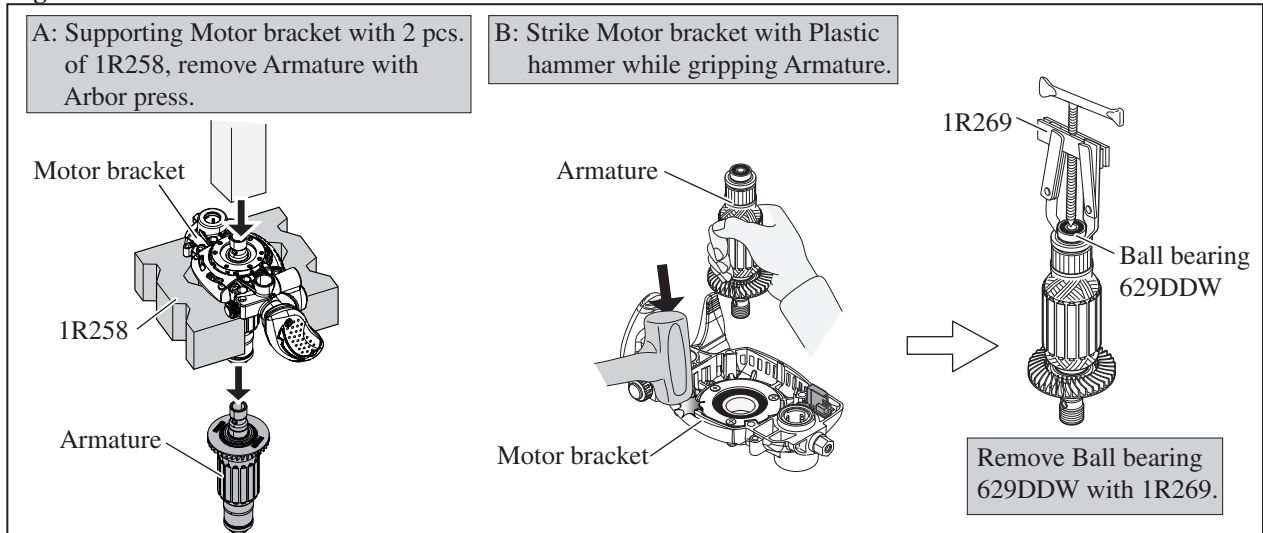 A: Supporting Motor bracket with 2 pcs.
of 1R258, remove Armature with
Arbor press.
Motor bracket
1R258
Armature
B: Strike Motor bracket with Plastic
hammer while gripping Armature.
Armature
Motor bracket
1R269
Ball bearing
629DDW
Remove Ball bearing
629DDW with 1R269.